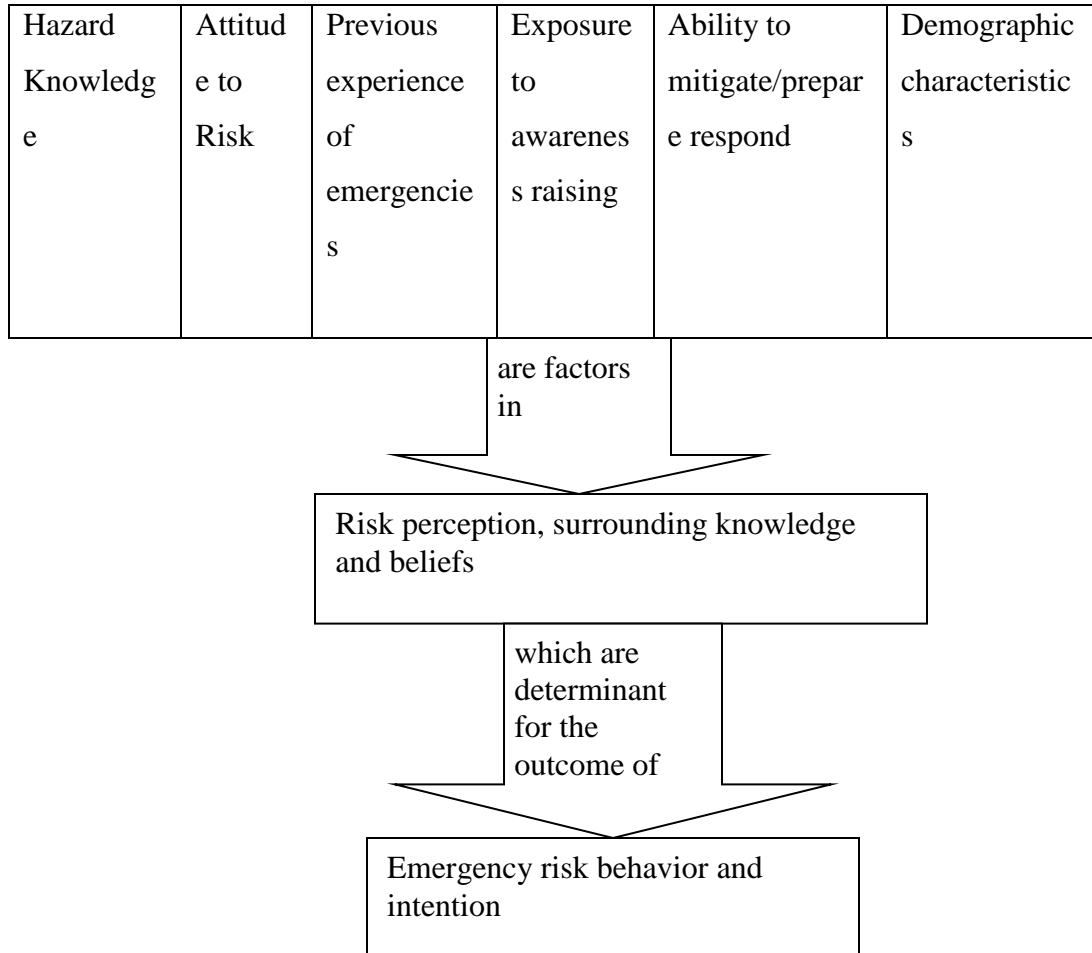 Hazard
Knowledg
e
Attitud
e to
Risk
Previous
experience
of
emergencie
s
Exposure
to
awarenes
s raising
Ability to
mitigate/prepar
e respond
Demographic
characteristic
s
are factors
in
Risk perception, surrounding knowledge
and beliefs
which are
determinant
for the
outcome of
Emergency risk behavior and
intention